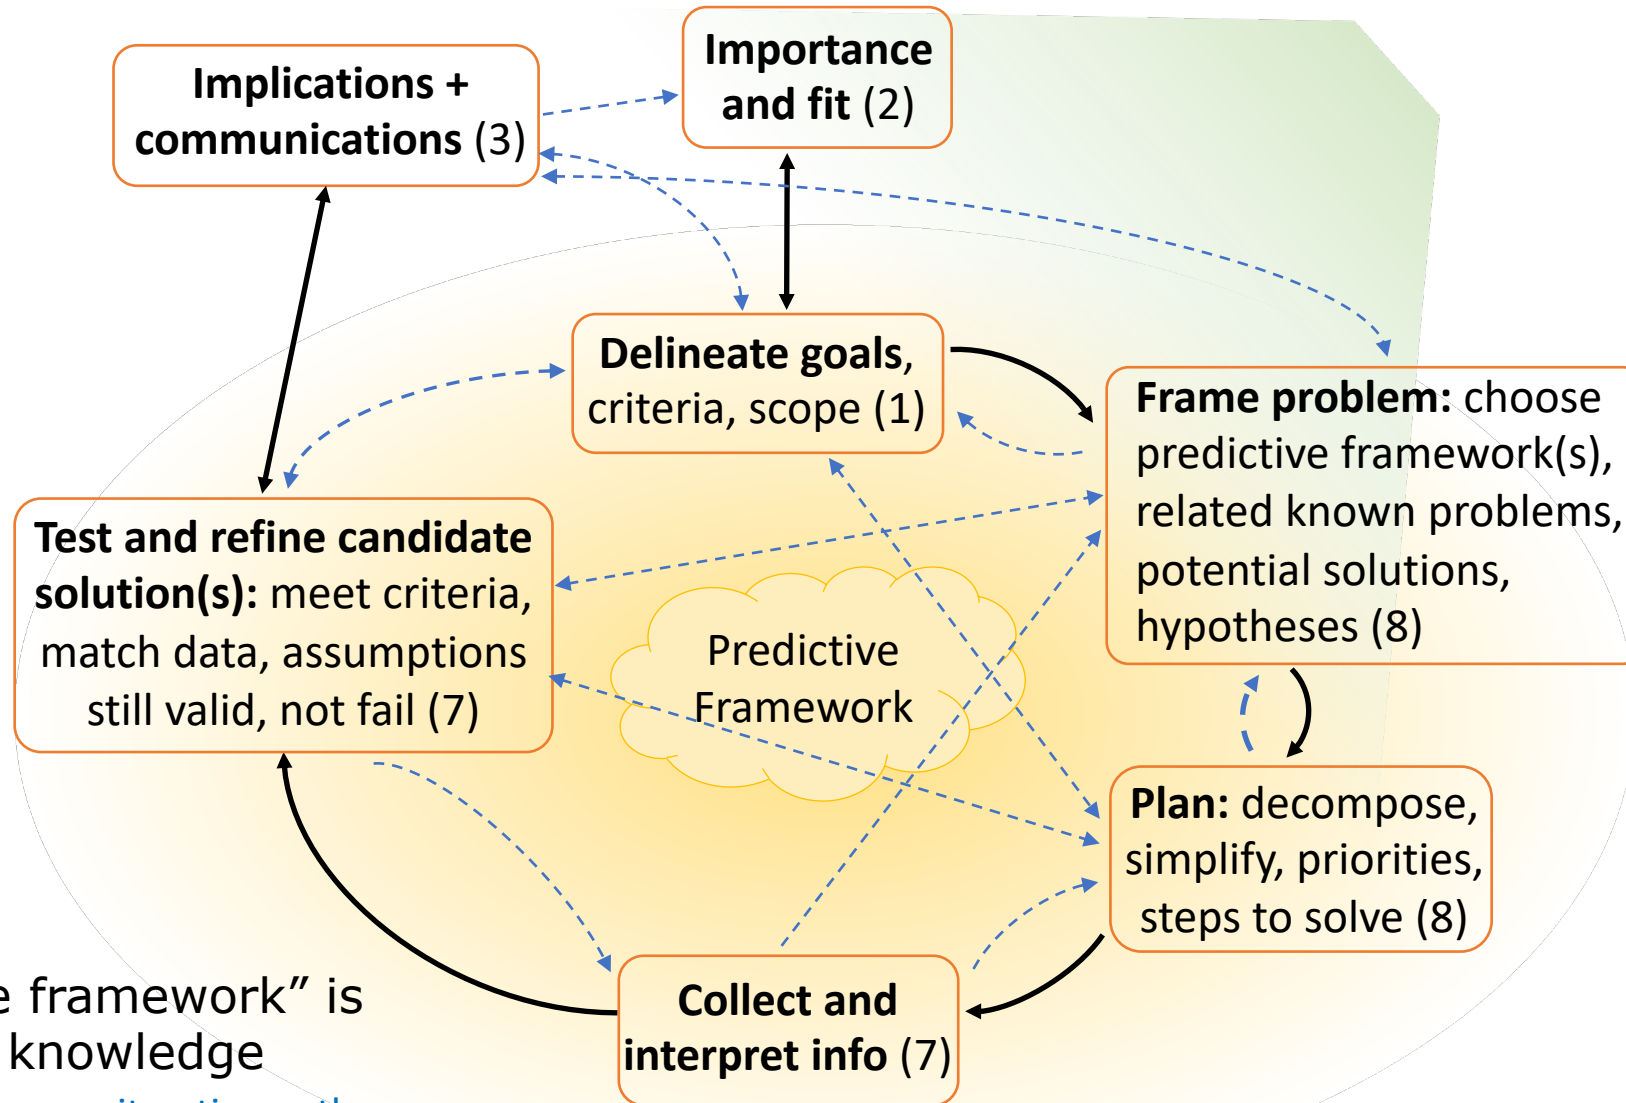 Implications +
communications (3)
Importance
and fit (2)
Delineate goals,
criteria, scope (1)
Frame problem: choose
predictive framework(s),
related known problems,
potential solutions,
hypotheses (8)
Test and refine candidate
solution(s): meet criteria,
match data, assumptions
still valid, not fail (7)
Predictive
Framework
Plan: decompose,
simplify, priorities,
steps to solve (8)
Collect and
interpret info (7)
framework” is
knowledge